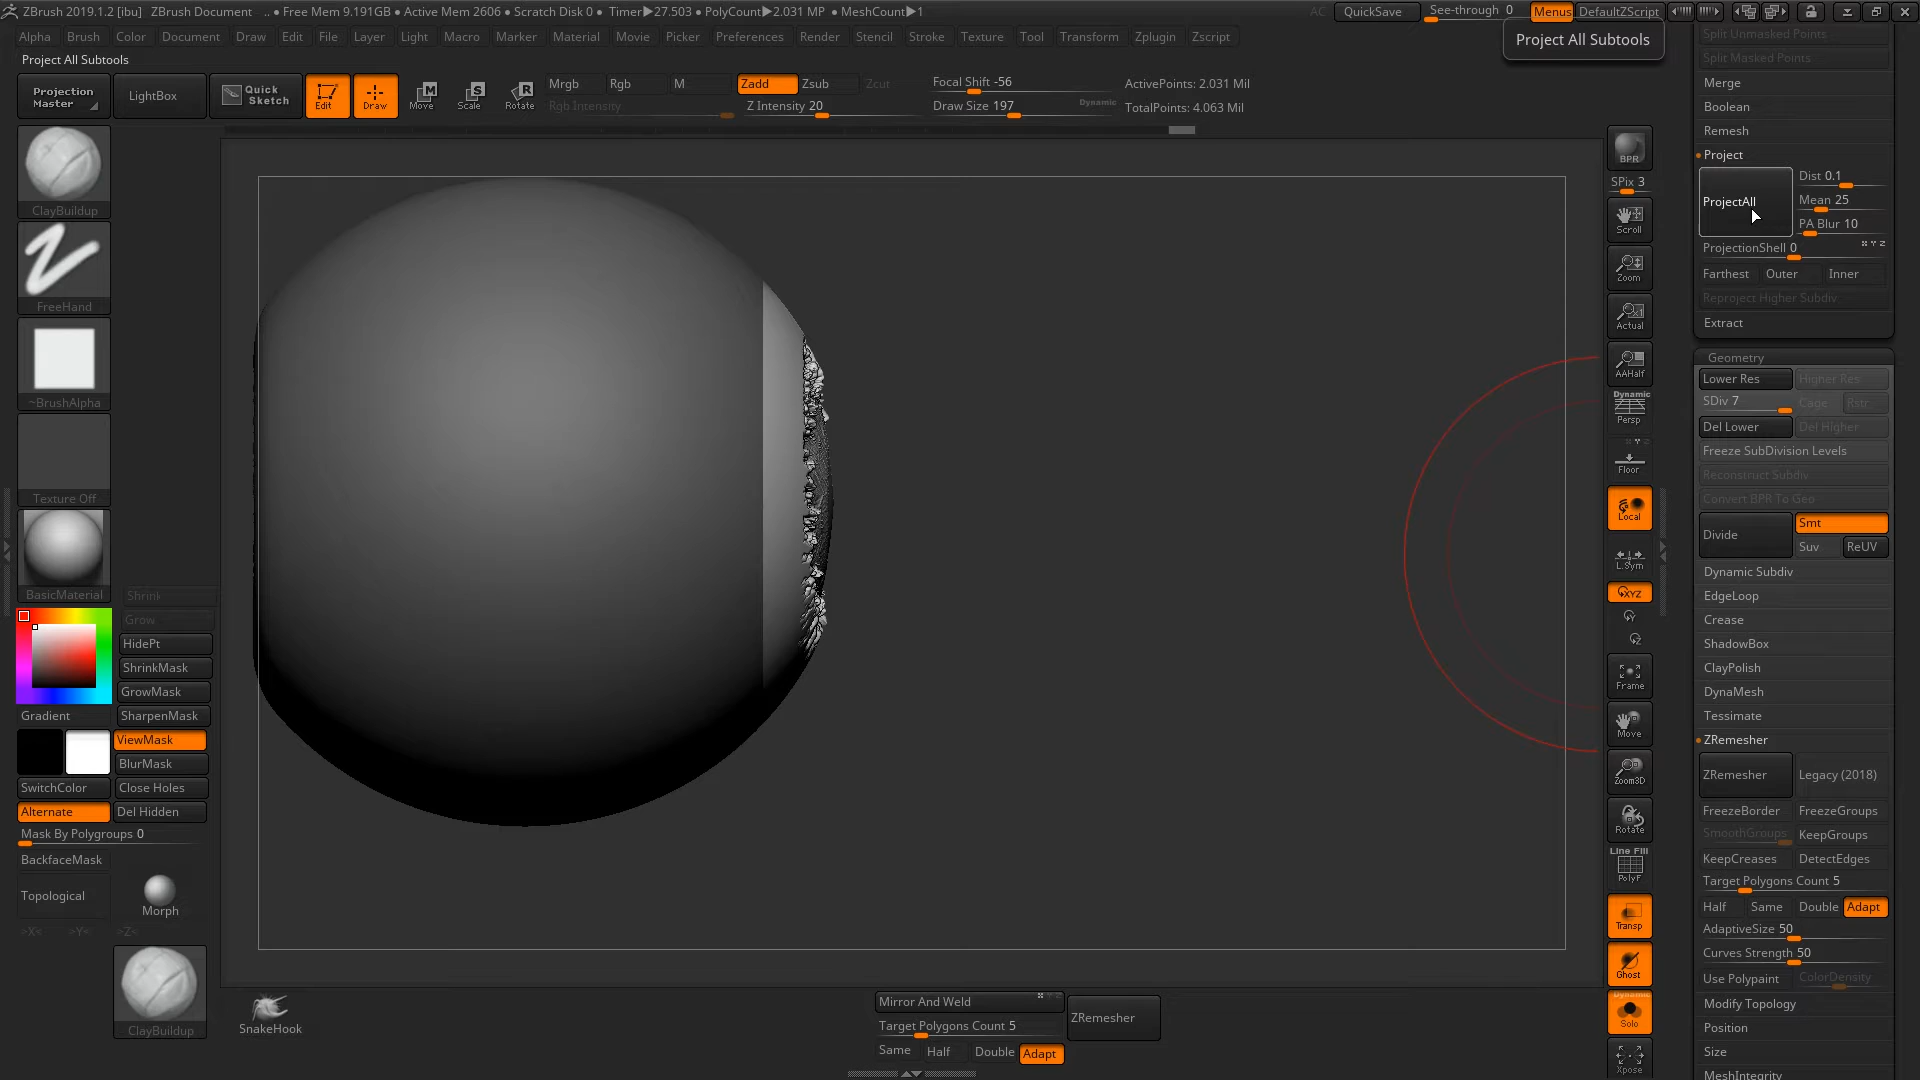 ZBrush 2019.1.2 [ibu] ZBrush Document .. • Free Mem 9.191GB • Active Mem 2606 • Scratch Disk 0 • Timer▶27.503 • PolyCount▶2.031 MP • MeshCount▶1 AC QuickSave See-through 0 Menus DefaultZScript
Alpha Brush Color Document Draw Edit File Layer Light Macro Marker Material Movie Picker Preferences Render Stencil Stroke Texture Tool Transform Zplugin Zscript
Project All Subtools
Project All Subtools
Projection Master
LightBox
Quick Sketch
Edit
Draw
Move
Scale
Rotate
Mrgb Rgb M
Rgb Intensity
Zadd Zsub Zcut
Z Intensity 20
Focal Shift -56
Draw Size 197 Dynamic
ActivePoints: 2.031 Mil
TotalPoints: 4.063 Mil
ClayBuildup
FreeHand
~BrushAlpha
Texture Off
BasicMaterial
Shrink
Grow
HidePt
ShrinkMask
GrowMask
Gradient SharpenMask
ViewMask
BlurMask
SwitchColor Close Holes
Alternate Del Hidden
Mask By Polygroups 0
BackfaceMask
Topological Morph
>X< >Y< >Z<
ClayBuildup
SnakeHook
Mirror And Weld
Target Polygons Count 5
Same Half Double Adapt
ZRemesher
BPR
SPix 3
Scroll
Zoom
Actual
AAHalf
Dynamic
Persp
Floor
Local
L.Sym
XYZ
Frame
Move
Zoom3D
Rotate
Line Fill
PolyF
Transp
Ghost
Dynamic
Solo
Xpose
Split Unmasked Points
Split Masked Points
Merge
Boolean
Remesh
Project
ProjectAll
Dist 0.1
Mean 25
PA Blur 10
ProjectionShell 0 X Y Z
Farthest Outer Inner
Reproject Higher Subdiv
Extract
Geometry
Lower Res Higher Res
SDiv 7 Cage Rstr
Del Lower Del Higher
Freeze SubDivision Levels
Reconstruct Subdiv
Convert BPR To Geo
Divide Smt
Suv ReUV
Dynamic Subdiv
EdgeLoop
Crease
ShadowBox
ClayPolish
DynaMesh
Tessimate
ZRemesher
ZRemesher Legacy (2018)
FreezeBorder FreezeGroups
SmoothGroups KeepGroups
KeepCreases DetectEdges
Target Polygons Count 5
Half Same Double Adapt
AdaptiveSize 50
Curves Strength 50
Use Polypaint ColorDensity
Modify Topology
Position
Size
MeshIntegrity